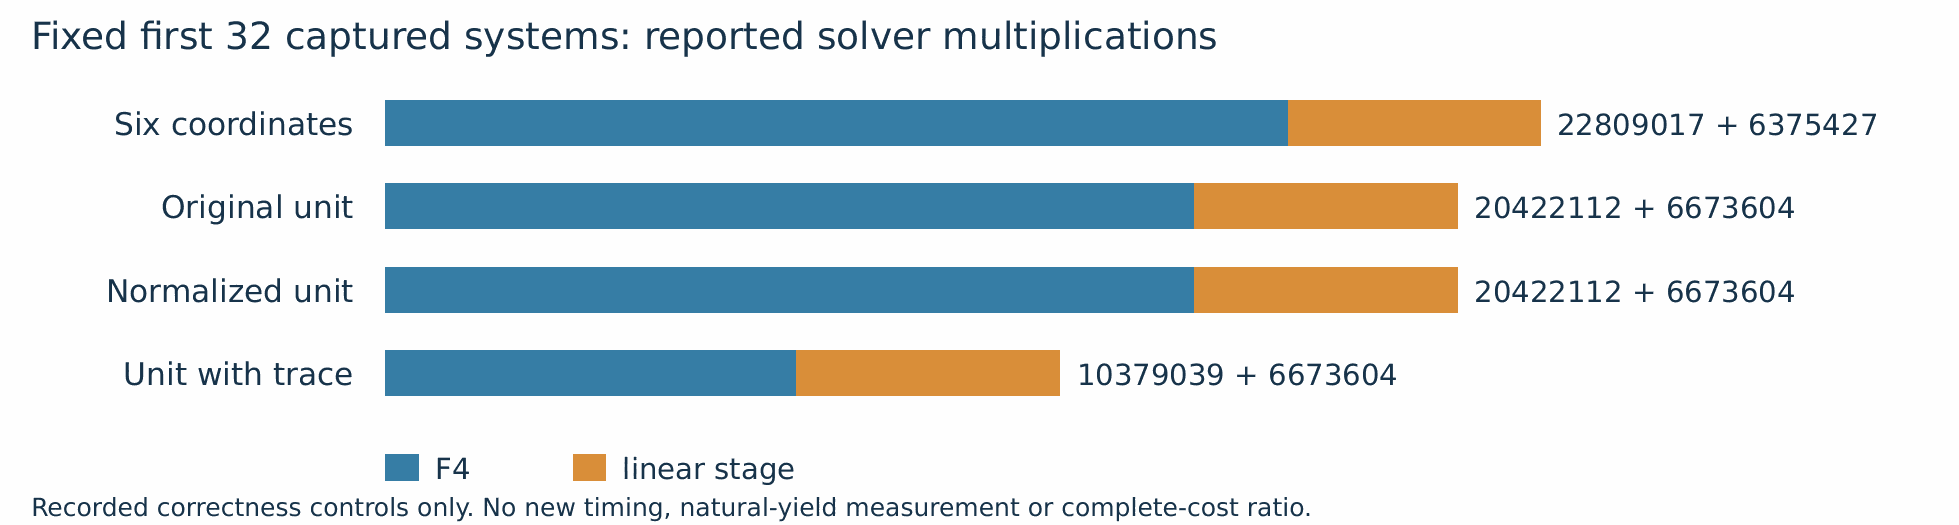 Fixed first 32 captured systems: reported solver multiplications
Six coordinates 22809017 + 6375427
Original unit 20422112 + 6673604
Normalized unit 20422112 + 6673604
Unit with trace 10379039 + 6673604
F4 linear stage
Recorded correctness controls only. No new timing, natural-yield measurement or complete-cost ratio.